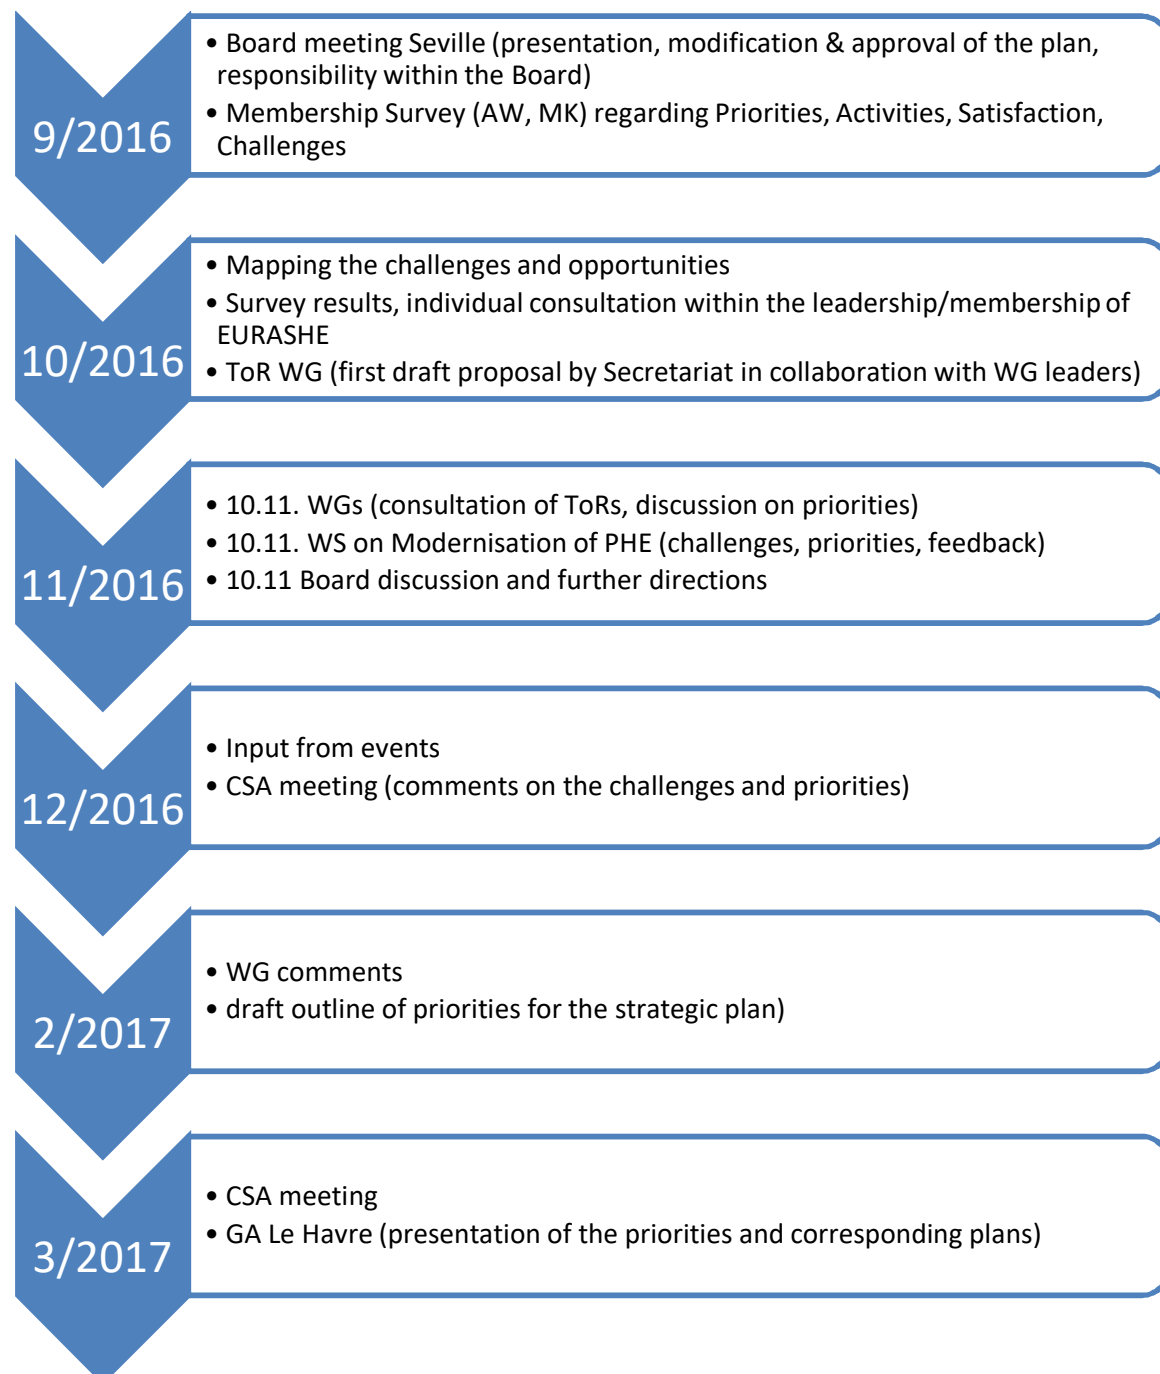 9/2016
• Board meeting Seville (presentation, modification & approval of the plan,
responsibility within the Board)
• Membership Survey (AW, MK) regarding Priorities, Activities, Satisfaction,
Challenges
10/2016
• Mapping the challenges and opportunities
• Survey results, individual consultation within the leadership/membership of
EURASHE
• ToR WG (first draft proposal by Secretariat in collaboration with WG leaders)
11/2016
• 10.11. WGs (consultation of ToRs, discussion on priorities)
• 10.11. WS on Modernisation of PHE (challenges, priorities, feedback)
• 10.11 Board discussion and further directions
12/2016
• Input from events
• CSA meeting (comments on the challenges and priorities)
2/2017
• WG comments
• draft outline of priorities for the strategic plan)
3/2017
• CSA meeting
• GA Le Havre (presentation of the priorities and corresponding plans)